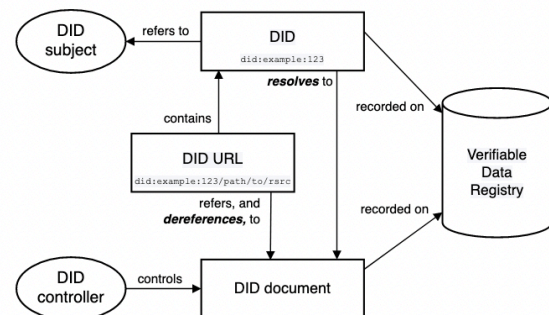 DID
subject
refers to
DID
did:example:123
resolves to
recorded on
contains
DID URL
did:example:123/path/to/rsrc
Verifiable
Data
Registry
refers, and
dereferences, to
recorded on
DID
controller
controls
DID document